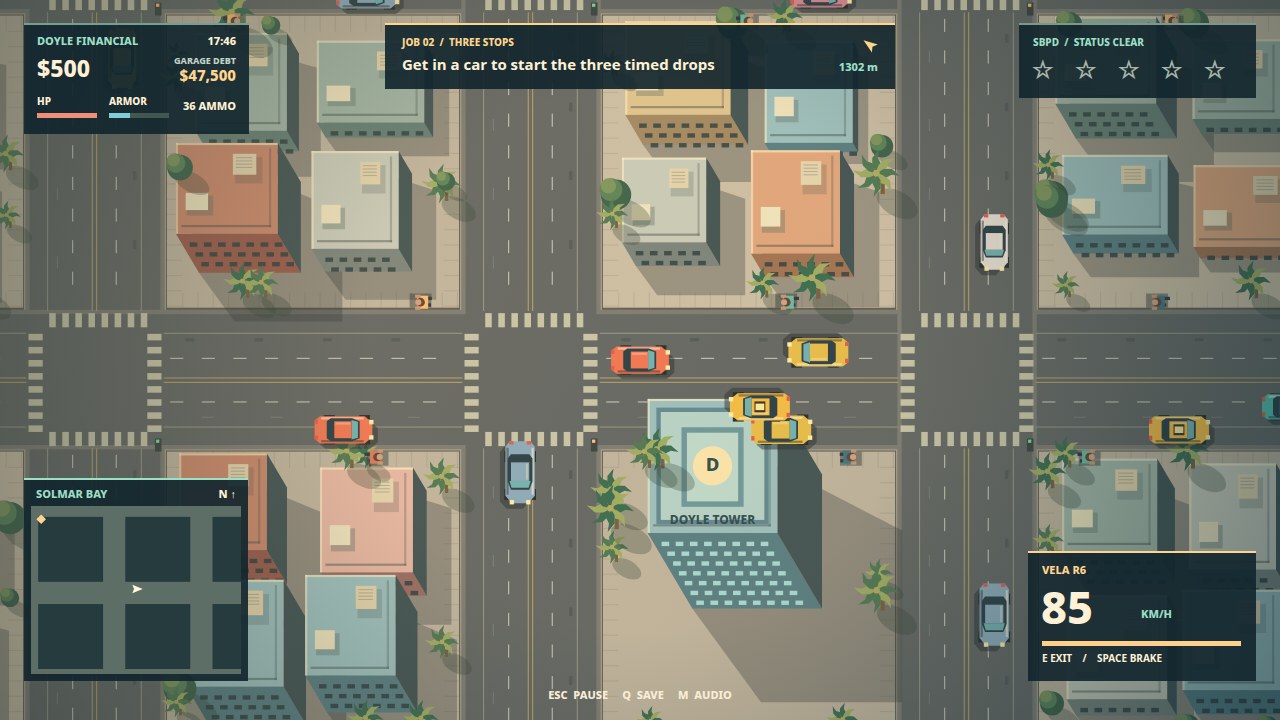 DOYLE FINANCIAL 17:46
$500 GARAGE DEBT
$47,500
HP ARMOR 36 AMMO
JOB 02 / THREE STOPS
Get in a car to start the three timed drops 1302 m
SBPD / STATUS CLEAR
D
DOYLE TOWER
SOLMAR BAY N ↑
VELA R6
85 KM/H
E EXIT / SPACE BRAKE
ESC PAUSE Q SAVE M AUDIO